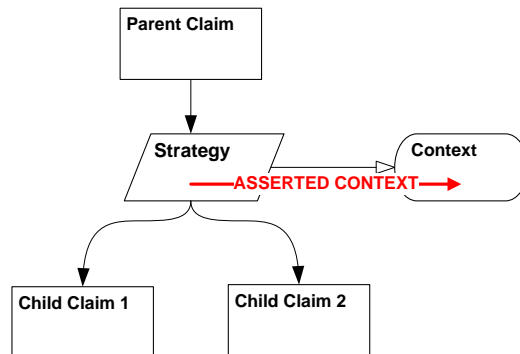 Parent Claim
Strategy
Context
ASSERTED CONTEXT
Child Claim 1
Child Claim 2